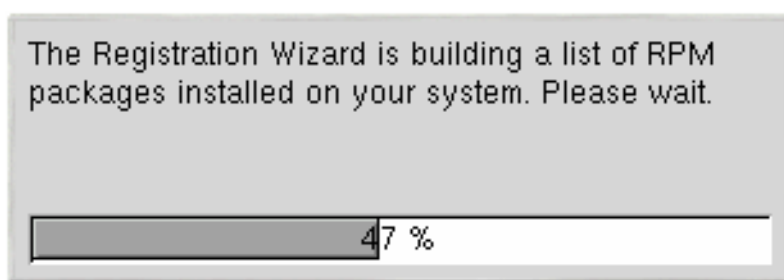 The Registration Wizard is building a list of RPM
packages installed on your system. Please wait.
47 %